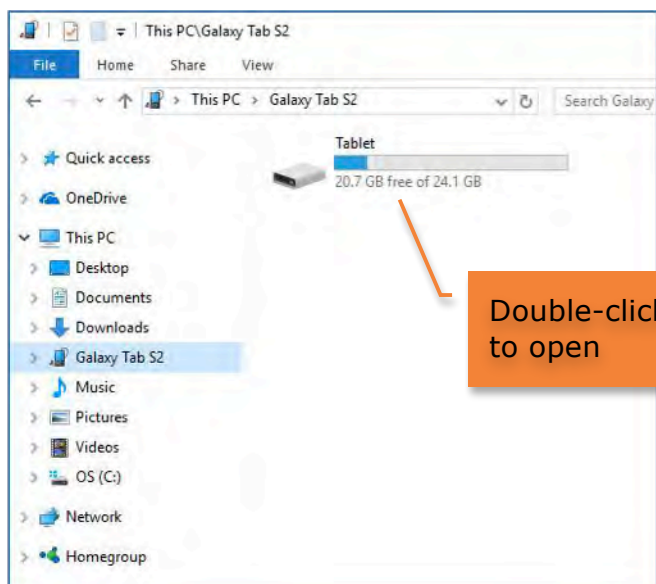 This PC\Galaxy Tab S2
File Home Share View
This PC > Galaxy Tab S2 Search Galaxy
Quick access
OneDrive
This PC
Desktop
Documents
Downloads
Galaxy Tab S2
Music
Pictures
Videos
OS (C:)
Network
Homegroup
Tablet
20.7 GB free of 24.1 GB
Double-click
to open